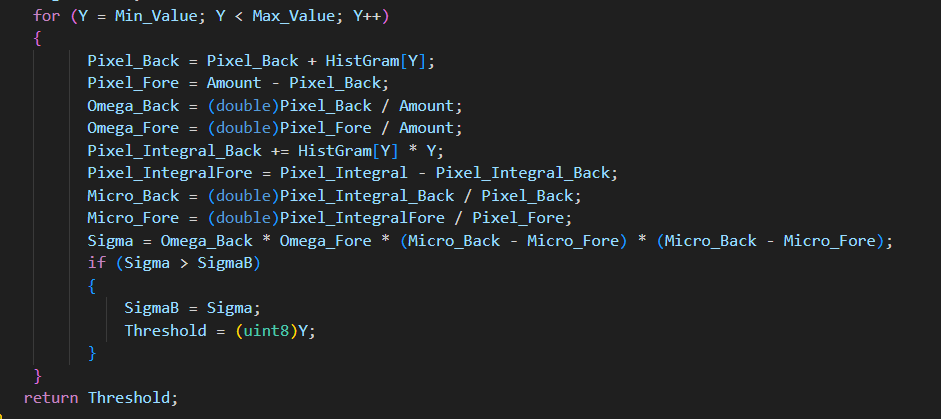 for (Y = Min_Value; Y < Max_Value; Y++)
{
Pixel_Back = Pixel_Back + HistGram[Y];
Pixel_Fore = Amount - Pixel_Back;
Omega_Back = (double)Pixel_Back / Amount;
Omega_Fore = (double)Pixel_Fore / Amount;
Pixel_Integral_Back += HistGram[Y] * Y;
Pixel_IntegralFore = Pixel_Integral - Pixel_Integral_Back;
Micro_Back = (double)Pixel_Integral_Back / Pixel_Back;
Micro_Fore = (double)Pixel_IntegralFore / Pixel_Fore;
Sigma = Omega_Back * Omega_Fore * (Micro_Back - Micro_Fore) * (Micro_Back - Micro_Fore);
if (Sigma > SigmaB)
{
SigmaB = Sigma;
Threshold = (uint8)Y;
}
}
return Threshold;